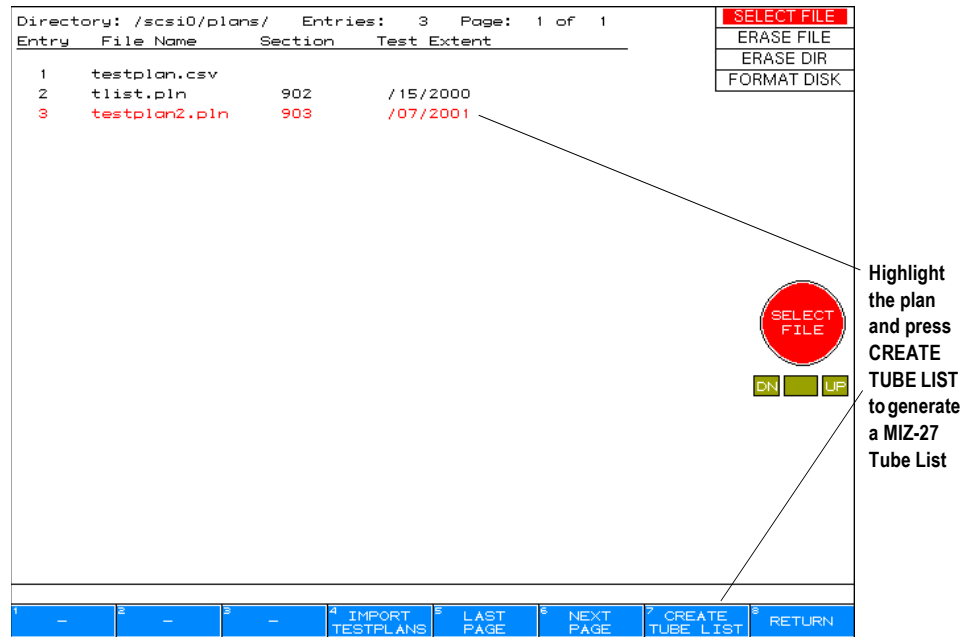 Directory: /scsi0/plans/ Entries: 3 Page: 1 of 1
Entry File Name Section Test Extent
1 testplan.csv
2 tlist.pln 902 /15/2000
3 testplan2.pln 903 /07/2001
SELECT FILE
ERASE FILE
ERASE DIR
FORMAT DISK
SELECT
FILE
DN UP
Highlight
the plan
and press
CREATE
TUBE LIST
to generate
a MIZ-27
Tube List
1 –
2 –
3 –
4 IMPORT
TESTPLANS
5 LAST
PAGE
6 NEXT
PAGE
7 CREATE
TUBE LIST
8 RETURN